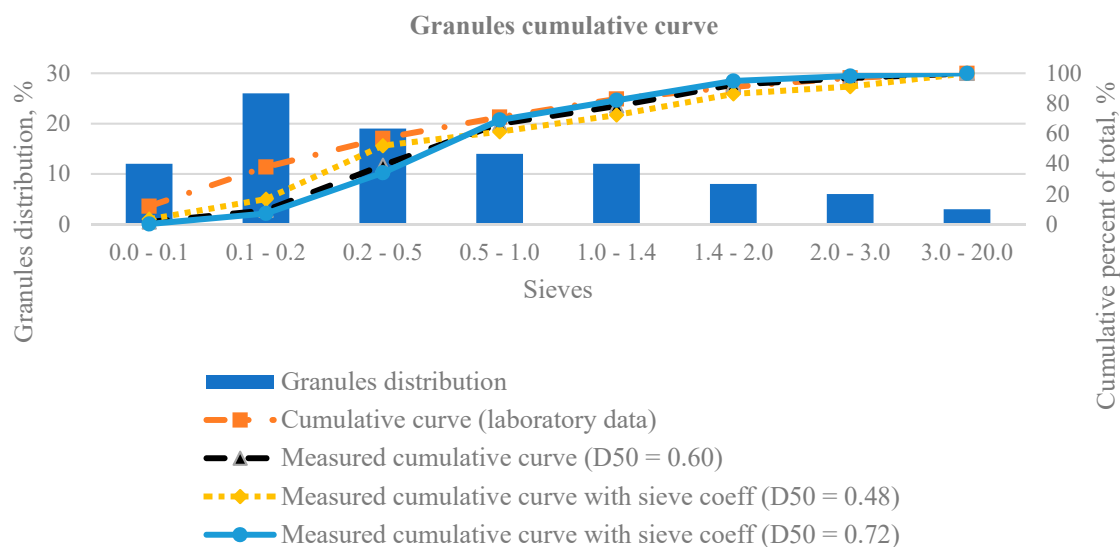 Granules cumulative curve
Granules distribution, %
30
20
10
0
100
80
60
40
20
0
Cumulative percent of total, %
0.0 - 0.1 0.1 - 0.2 0.2 - 0.5 0.5 - 1.0 1.0 - 1.4 1.4 - 2.0 2.0 - 3.0 3.0 - 20.0
Sieves
Granules distribution
Cumulative curve (laboratory data)
Measured cumulative curve (D50 = 0.60)
Measured cumulative curve with sieve coeff (D50 = 0.48)
Measured cumulative curve with sieve coeff (D50 = 0.72)